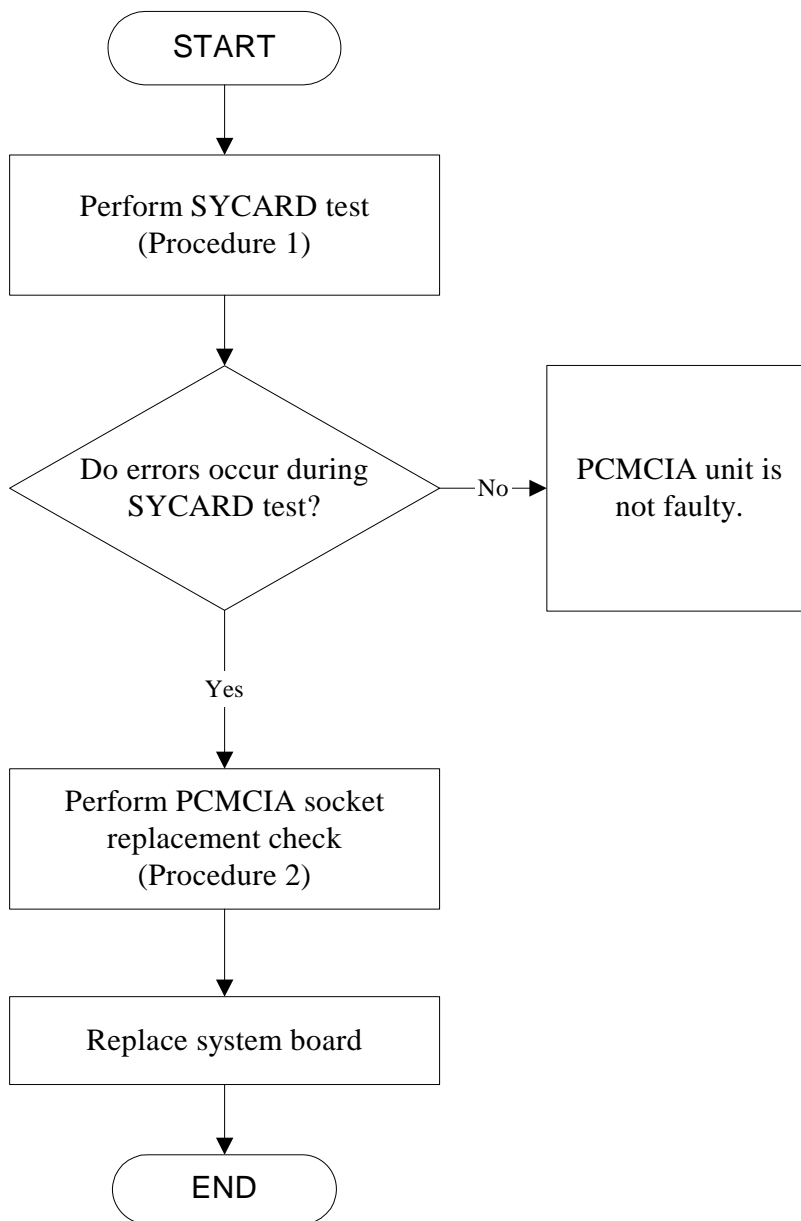 START
Perform SYCARD test
(Procedure 1)
Do errors occur during
SYCARD test?
No
PCMCIA unit is
not faulty.
Yes
Perform PCMCIA socket
replacement check
(Procedure 2)
Replace system board
END